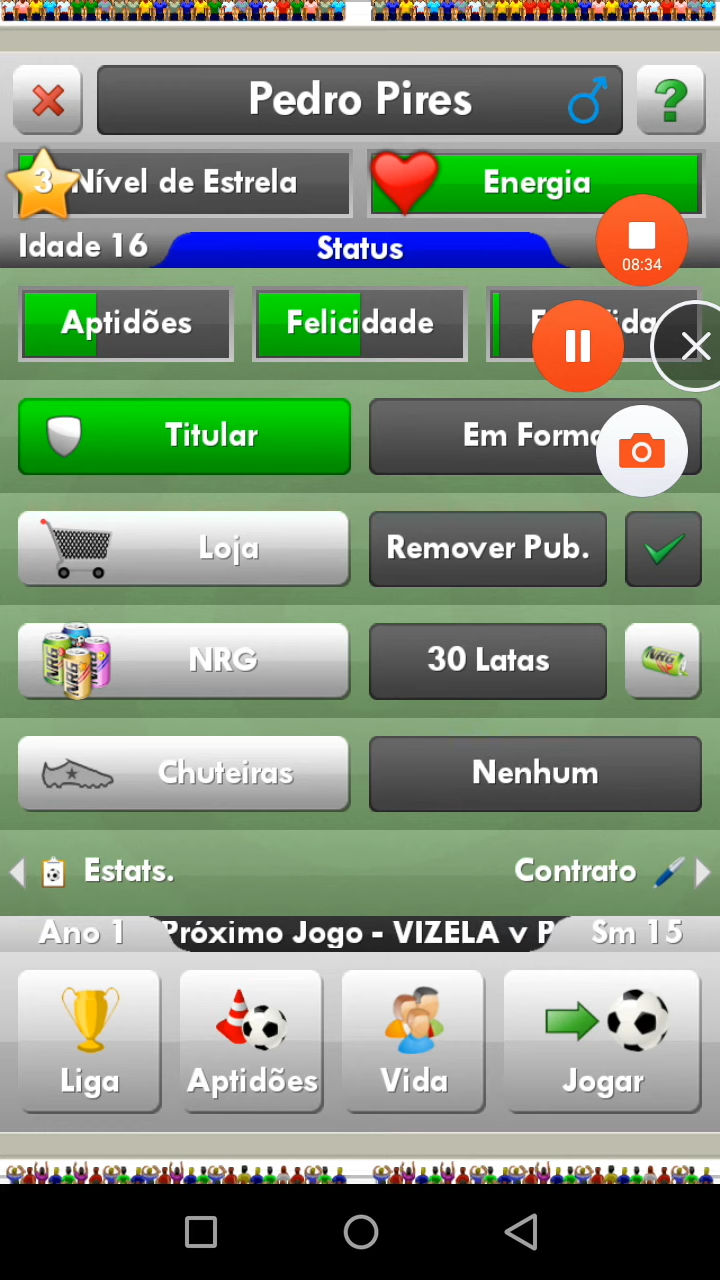 Pedro Pires
3 Nível de Estrela
Energia
Idade 16
Status
08:34
Aptidões
Felicidade
Titular
Em Forma
Loja
Remover Pub.
NRG
30 Latas
NRG
Chuteiras
Nenhum
Estats.
Contrato
Ano 1
Próximo Jogo - VIZELA v P
Sm 15
Liga
Aptidões
Vida
Jogar